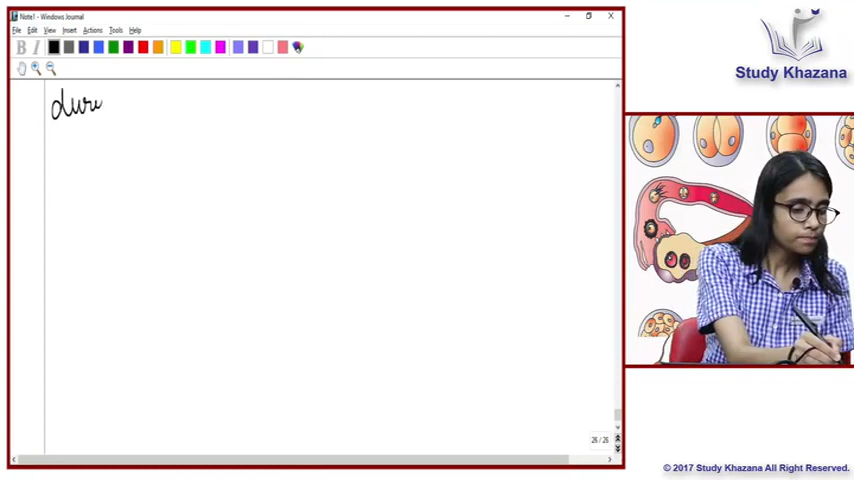 Note1 - Windows Journal
File Edit View Insert Actions Tools Help
B I
duri
26 / 26
Study Khazana
© 2017 Study Khazana All Right Reserved.